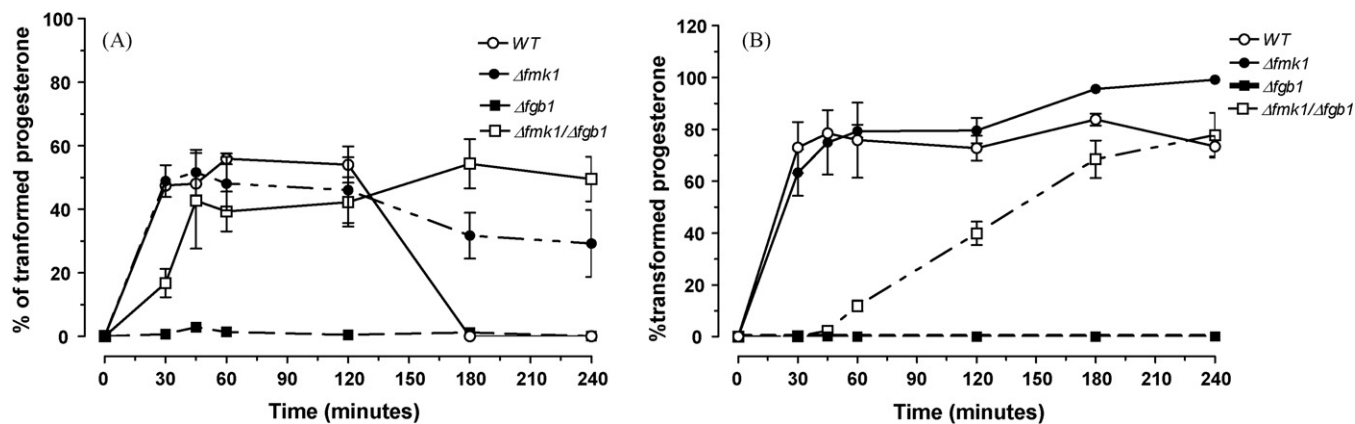 (A)
% of tranformed progesterone
100
80
60
40
20
0
WT
Δfmk1
Δfgb1
Δfmk1/Δfgb1
0 30 60 90 120 150 180 210 240
Time (minutes)
(B)
%transformed progesterone
120
100
80
60
40
20
0
WT
Δfmk1
Δfgb1
Δfmk1/Δfgb1
0 30 60 90 120 150 180 210 240
Time (minutes)